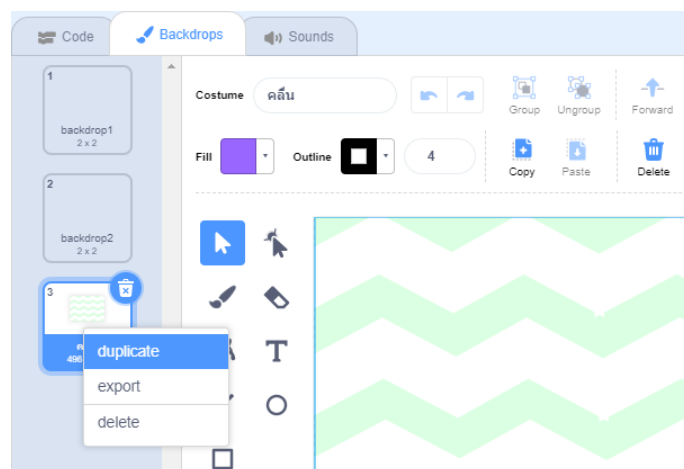 Code
Backdrops
Sounds
1
backdrop1
2 x 2
2
backdrop2
2 x 2
3
496
duplicate
export
delete
Costume
คลื่น
Group
Ungroup
Forward
Fill
Outline
4
Copy
Paste
Delete
T